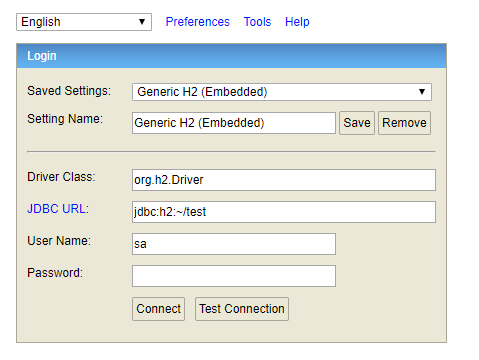 English Preferences Tools Help
Login
Saved Settings: Generic H2 (Embedded)
Setting Name: Generic H2 (Embedded) Save Remove
Driver Class: org.h2.Driver
JDBC URL: jdbc:h2:~/test
User Name: sa
Password:
Connect Test Connection